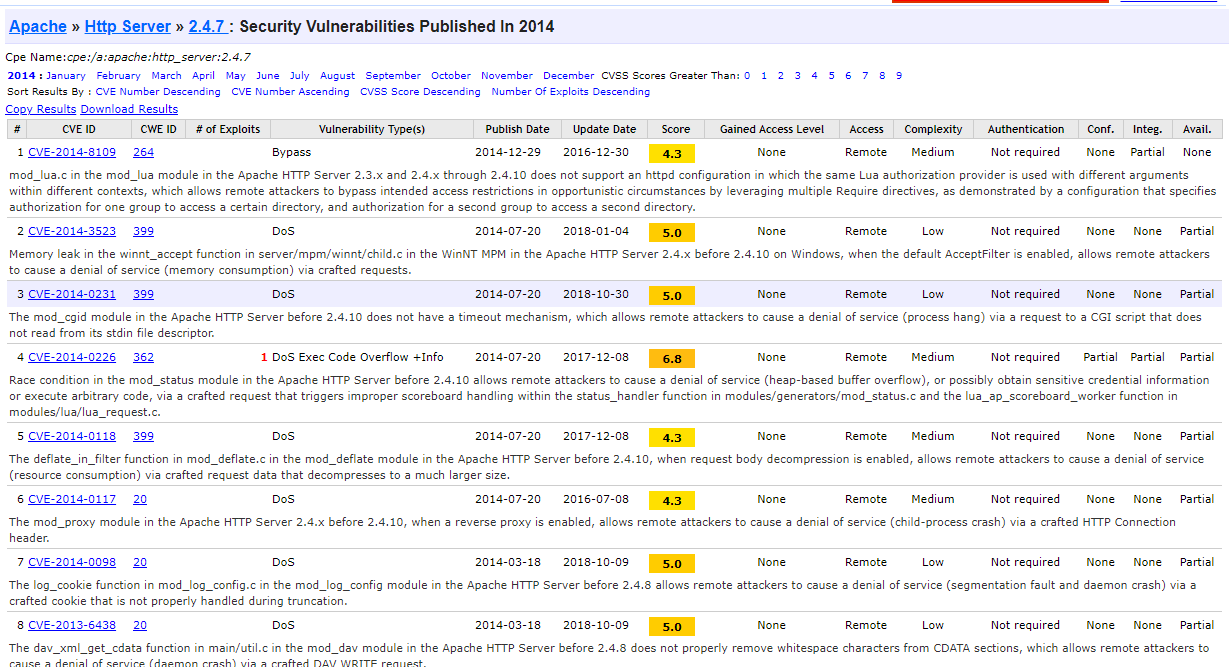 Apache » Http Server » 2.4.7 : Security Vulnerabilities Published In 2014
Cpe Name:cpe:/a:apache:http_server:2.4.7
2014 : January February March April May June July August September October November December CVSS Scores Greater Than: 0 1 2 3 4 5 6 7 8 9
Sort Results By : CVE Number Descending CVE Number Ascending CVSS Score Descending Number Of Exploits Descending
Copy Results Download Results
# CVE ID CWE ID # of Exploits Vulnerability Type(s) Publish Date Update Date Score Gained Access Level Access Complexity Authentication Conf. Integ. Avail.
1 CVE-2014-8109 264 Bypass 2014-12-29 2016-12-30 4.3 None Remote Medium Not required None Partial None
mod_lua.c in the mod_lua module in the Apache HTTP Server 2.3.x and 2.4.x through 2.4.10 does not support an httpd configuration in which the same Lua authorization provider is used with different arguments
within different contexts, which allows remote attackers to bypass intended access restrictions in opportunistic circumstances by leveraging multiple Require directives, as demonstrated by a configuration that specifies
authorization for one group to access a certain directory, and authorization for a second group to access a second directory.
2 CVE-2014-3523 399 DoS 2014-07-20 2018-01-04 5.0 None Remote Low Not required None None Partial
Memory leak in the winnt_accept function in server/mpm/winnt/child.c in the WinNT MPM in the Apache HTTP Server 2.4.x before 2.4.10 on Windows, when the default AcceptFilter is enabled, allows remote attackers
to cause a denial of service (memory consumption) via crafted requests.
3 CVE-2014-0231 399 DoS 2014-07-20 2018-10-30 5.0 None Remote Low Not required None None Partial
The mod_cgid module in the Apache HTTP Server before 2.4.10 does not have a timeout mechanism, which allows remote attackers to cause a denial of service (process hang) via a request to a CGI script that does
not read from its stdin file descriptor.
4 CVE-2014-0226 362 1 DoS Exec Code Overflow +Info 2014-07-20 2017-12-08 6.8 None Remote Medium Not required Partial Partial Partial
Race condition in the mod_status module in the Apache HTTP Server before 2.4.10 allows remote attackers to cause a denial of service (heap-based buffer overflow), or possibly obtain sensitive credential information
or execute arbitrary code, via a crafted request that triggers improper scoreboard handling within the status_handler function in modules/generators/mod_status.c and the lua_ap_scoreboard_worker function in
modules/lua/lua_request.c.
5 CVE-2014-0118 399 DoS 2014-07-20 2017-12-08 4.3 None Remote Medium Not required None None Partial
The deflate_in_filter function in mod_deflate.c in the mod_deflate module in the Apache HTTP Server before 2.4.10, when request body decompression is enabled, allows remote attackers to cause a denial of service
(resource consumption) via crafted request data that decompresses to a much larger size.
6 CVE-2014-0117 20 DoS 2014-07-20 2016-07-08 4.3 None Remote Medium Not required None None Partial
The mod_proxy module in the Apache HTTP Server 2.4.x before 2.4.10, when a reverse proxy is enabled, allows remote attackers to cause a denial of service (child-process crash) via a crafted HTTP Connection
header.
7 CVE-2014-0098 20 DoS 2014-03-18 2018-10-09 5.0 None Remote Low Not required None None Partial
The log_cookie function in mod_log_config.c in the mod_log_config module in the Apache HTTP Server before 2.4.8 allows remote attackers to cause a denial of service (segmentation fault and daemon crash) via a
crafted cookie that is not properly handled during truncation.
8 CVE-2013-6438 20 DoS 2014-03-18 2018-10-09 5.0 None Remote Low Not required None None Partial
The dav_xml_get_cdata function in main/util.c in the mod_dav module in the Apache HTTP Server before 2.4.8 does not properly remove whitespace characters from CDATA sections, which allows remote attackers to
cause a denial of service (daemon crash) via a crafted DAV WRITE request.